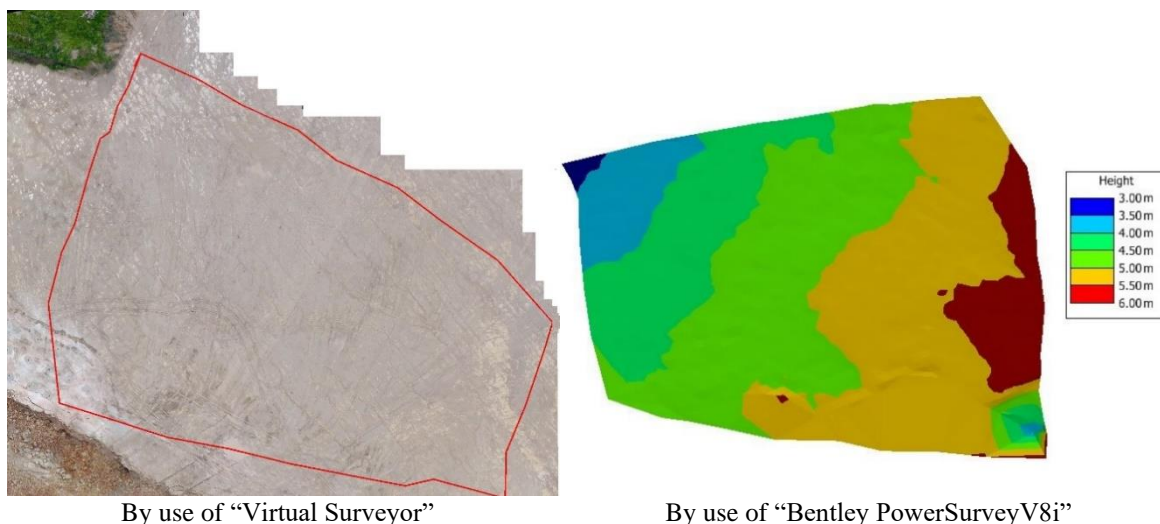 Height
3.00 m
3.50 m
4.00 m
4.50 m
5.00 m
5.50 m
6.00 m
By use of “Virtual Surveyor”
By use of “Bentley PowerSurveyV8i”